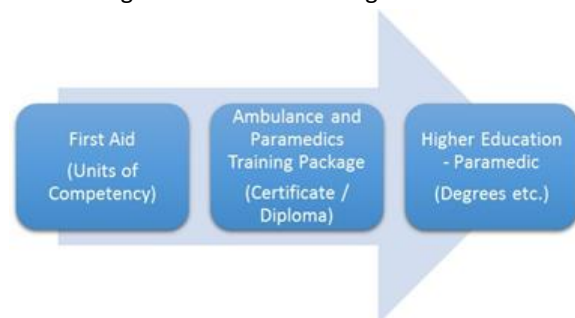 First Aid
(Units of
Competency)
Ambulance and
Paramedics
Training Package
(Certificate /
Diploma)
Higher Education
- Paramedic
(Degrees etc.)